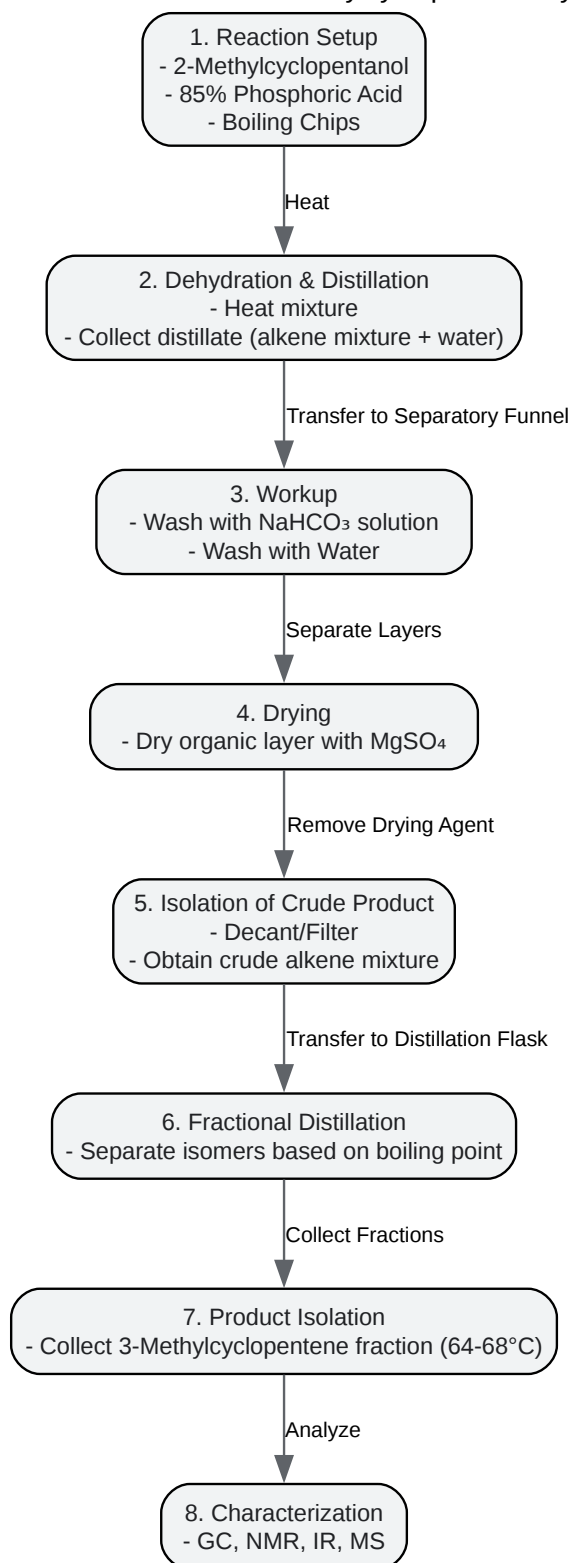 1. Reaction Setup
- 2-Methylcyclopentanol
- 85% Phosphoric Acid
- Boiling Chips
Heat
2. Dehydration & Distillation
- Heat mixture
- Collect distillate (alkene mixture + water)
Transfer to Separatory Funnel
3. Workup
- Wash with NaHCO₃ solution
- Wash with Water
Separate Layers
4. Drying
- Dry organic layer with MgSO₄
Remove Drying Agent
5. Isolation of Crude Product
- Decant/Filter
- Obtain crude alkene mixture
Transfer to Distillation Flask
6. Fractional Distillation
- Separate isomers based on boiling point
Collect Fractions
7. Product Isolation
- Collect 3-Methylcyclopentene fraction (64-68°C)
Analyze
8. Characterization
- GC, NMR, IR, MS